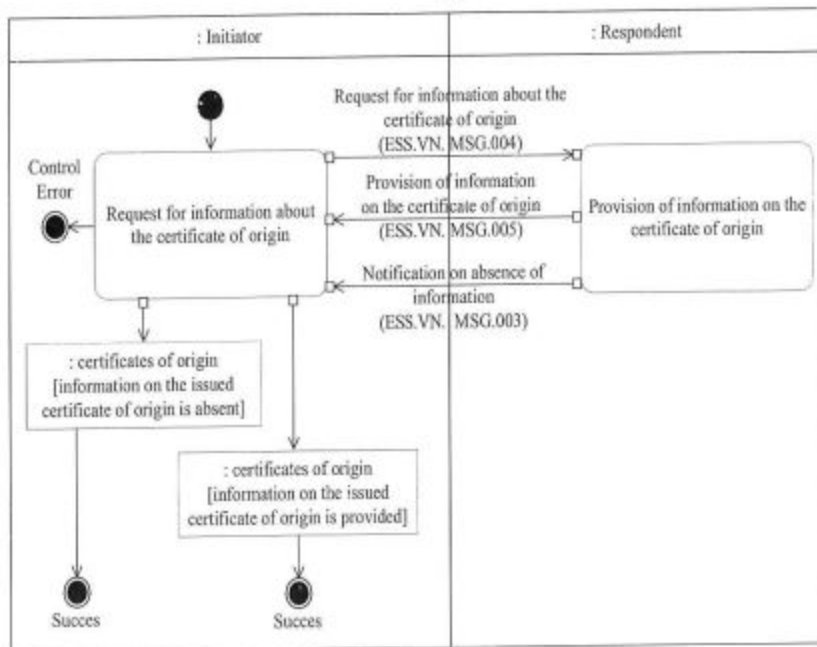 : Initiator
: Respondent
Request for information about the
certificate of origin
(ESS.VN. MSG.004)
Control
Error
Request for information about
the certificate of origin
Provision of information
on the certificate of origin
(ESS.VN. MSG.005)
Provision of information on the
certificate of origin
Notification on absence of
information
(ESS.VN. MSG.003)
: certificates of origin
[information on the issued
certificate of origin is absent]
: certificates of origin
[information on the issued
certificate of origin is provided]
Succes
Succes